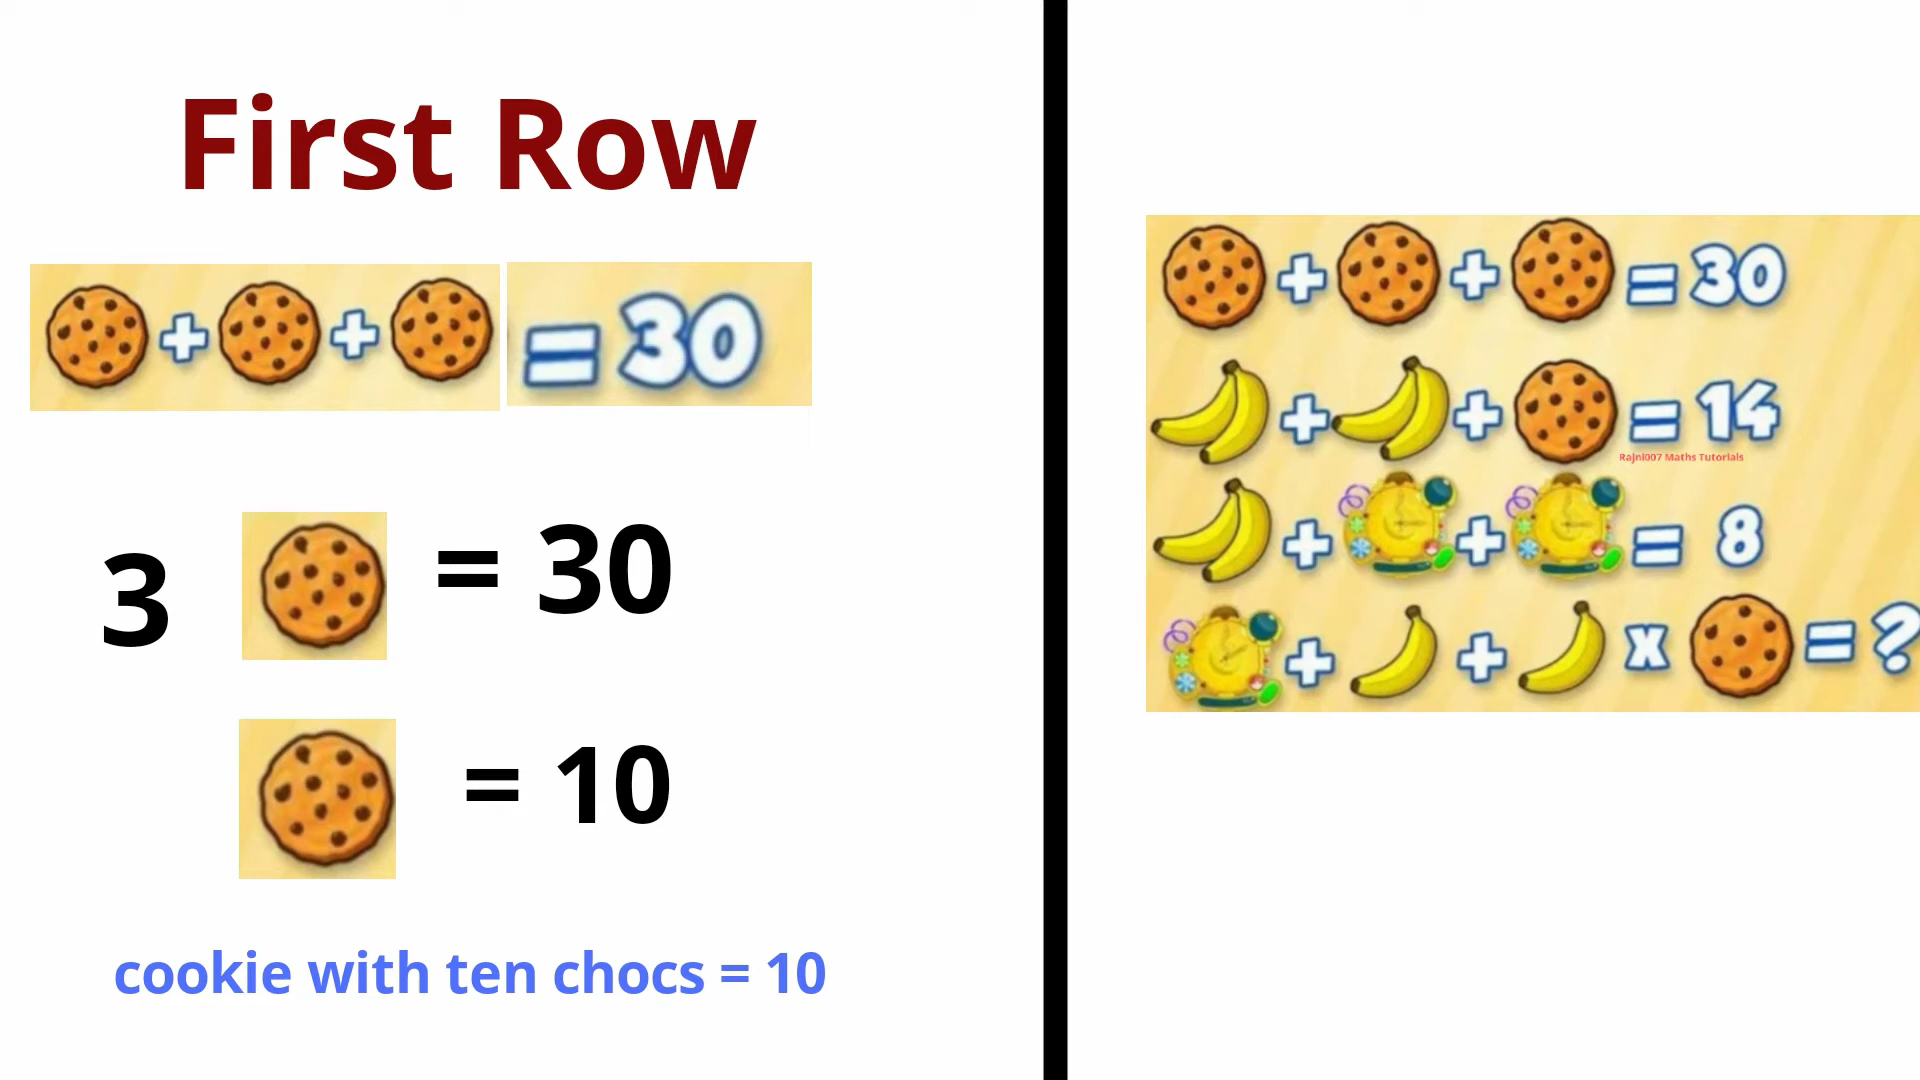 First Row
+ + = 30
3 = 30
= 10
cookie with ten chocs = 10
+ + = 30
+ + = 14
Rajni007 Maths Tutorials
+ + = 8
+ + x = ?